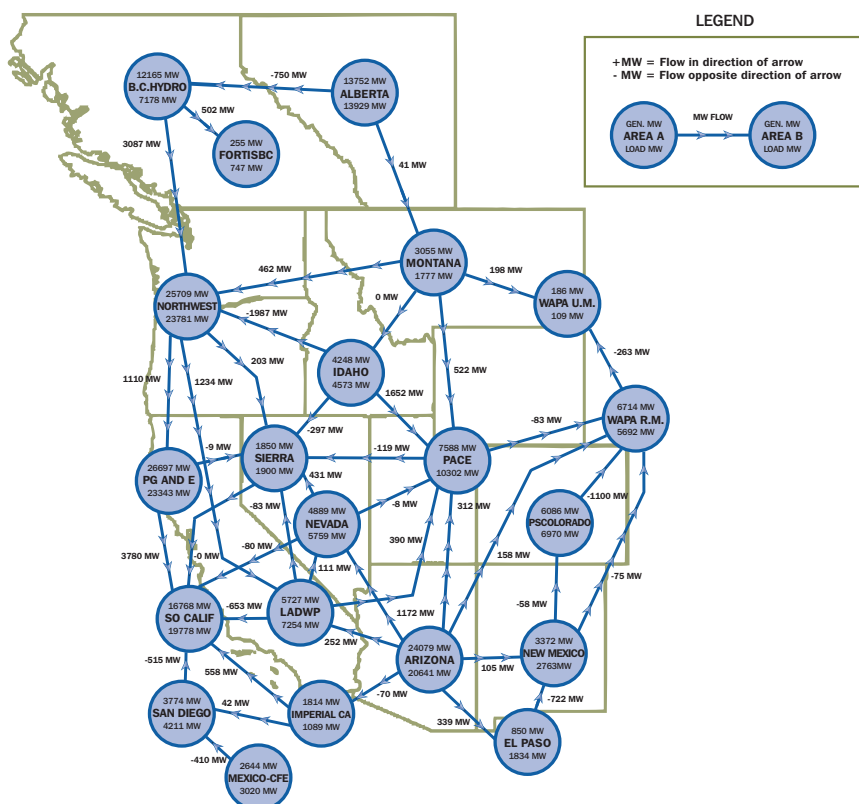 LEGEND
+MW = Flow in direction of arrow
- MW = Flow opposite direction of arrow
GEN. MW
AREA A
LOAD MW
MW FLOW
GEN. MW
AREA B
LOAD MW
12165 MW
B.C.HYDRO
7178 MW
-750 MW
13752 MW
ALBERTA
13929 MW
502 MW
255 MW
FORTISBC
747 MW
3087 MW
41 MW
3055 MW
MONTANA
1777 MW
462 MW
198 MW
186 MW
WAPA U.M.
109 MW
25709 MW
NORTHWEST
23781 MW
-1987 MW
0 MW
203 MW
4248 MW
IDAHO
4573 MW
522 MW
-263 MW
1110 MW
1234 MW
1652 MW
-297 MW
-83 MW
6714 MW
WAPA R.M.
5692 MW
-9 MW
1850 MW
SIERRA
1900 MW
-119 MW
7588 MW
PACE
10302 MW
26697 MW
PG AND E
23343 MW
431 MW
-83 MW
4889 MW
NEVADA
5759 MW
-8 MW
312 MW
-1100 MW
6086 MW
PSCOLORADO
6970 MW
3780 MW
-0 MW
-80 MW
111 MW
390 MW
158 MW
-75 MW
16768 MW
SO CALIF
19778 MW
-653 MW
5727 MW
LADWP
7254 MW
1172 MW
-58 MW
252 MW
24079 MW
ARIZONA
20641 MW
105 MW
3372 MW
NEW MEXICO
2763MW
-515 MW
558 MW
-70 MW
-722 MW
3774 MW
SAN DIEGO
4211 MW
42 MW
1814 MW
IMPERIAL CA
1089 MW
339 MW
850 MW
EL PASO
1834 MW
-410 MW
2644 MW
MEXICO-CFE
3020 MW